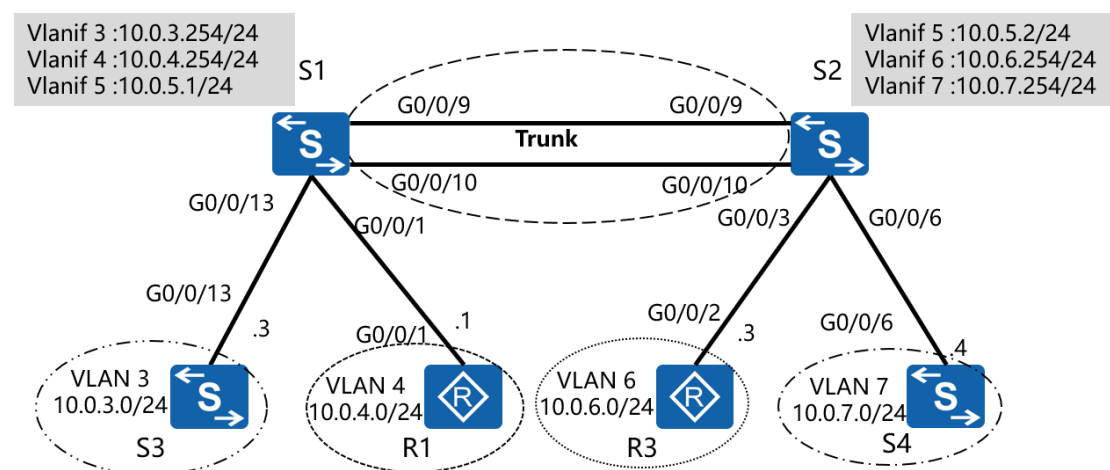 Vlanif 3 :10.0.3.254/24
Vlanif 4 :10.0.4.254/24
Vlanif 5 :10.0.5.1/24
S1
S2
Vlanif 5 :10.0.5.2/24
Vlanif 6 :10.0.6.254/24
Vlanif 7 :10.0.7.254/24
G0/0/9
G0/0/9
S
Trunk
S
G0/0/10
G0/0/10
G0/0/13
G0/0/1
G0/0/3
G0/0/6
G0/0/13
.3
G0/0/1
.1
G0/0/2
.3
G0/0/6
.4
VLAN 3
10.0.3.0/24
S
S3
VLAN 4
10.0.4.0/24
R
R1
VLAN 6
10.0.6.0/24
R
R3
VLAN 7
10.0.7.0/24
S
S4